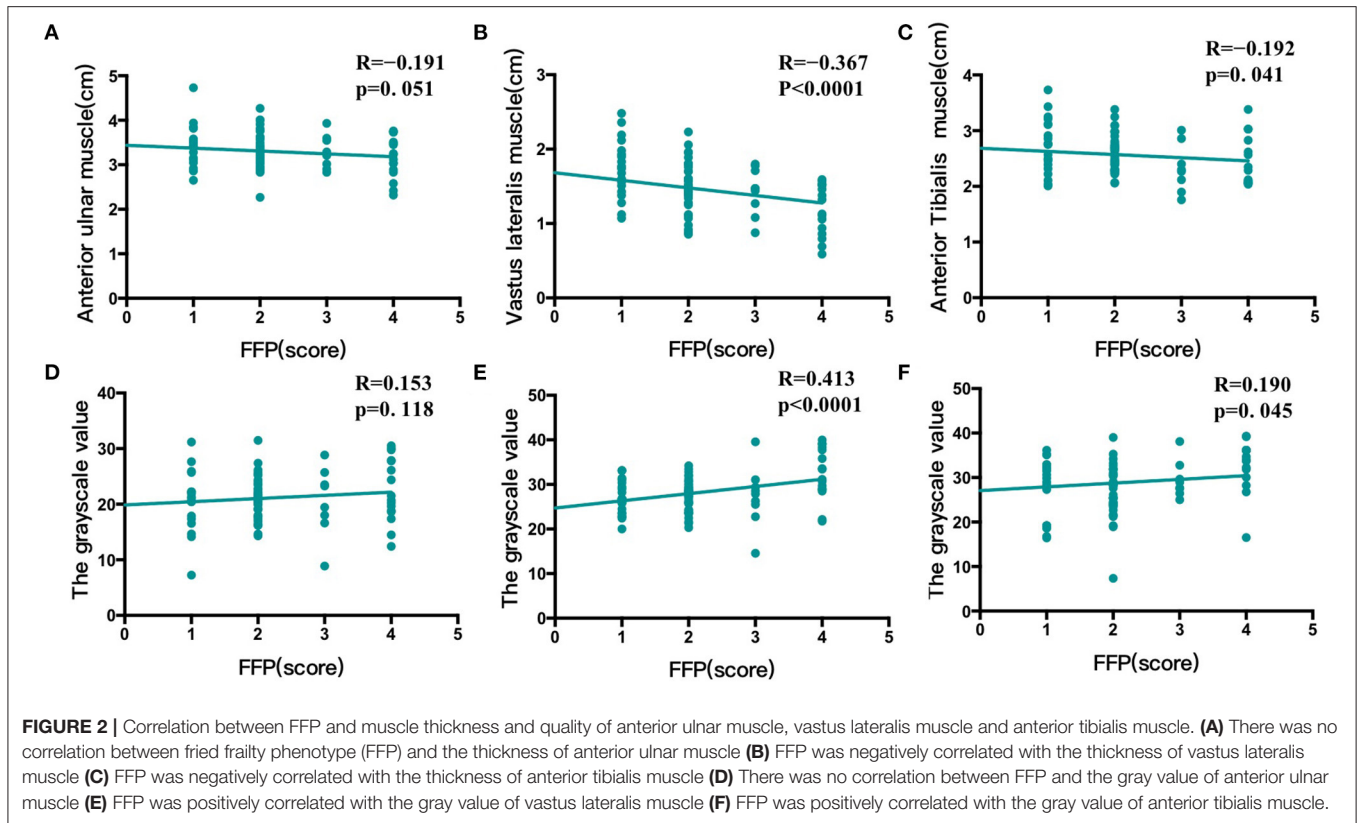 A
R=−0.191
p=0. 051
Anterior ulnar muscle(cm)
5
4
3
2
1
0
0 1 2 3 4 5
FFP(score)
B
R=−0.367
P<0.0001
Vastus lateralis muscle(cm)
3
2
1
0
0 1 2 3 4 5
FFP(score)
C
R=−0.192
p=0. 041
Anterior Tibialis muscle(cm)
4
3
2
1
0
0 1 2 3 4 5
FFP(score)
D
R=0.153
p=0. 118
The grayscale value
40
30
20
10
0
0 1 2 3 4 5
FFP(score)
E
R=0.413
p<0.0001
The grayscale value
50
40
30
20
10
0
0 1 2 3 4 5
FFP(score)
F
R=0.190
p=0. 045
The grayscale value
50
40
30
20
10
0
0 1 2 3 4 5
FFP(score)
FIGURE 2 | Correlation between FFP and muscle thickness and quality of anterior ulnar muscle, vastus lateralis muscle and anterior tibialis muscle. (A) There was no
correlation between fried frailty phenotype (FFP) and the thickness of anterior ulnar muscle (B) FFP was negatively correlated with the thickness of vastus lateralis
muscle (C) FFP was negatively correlated with the thickness of anterior tibialis muscle (D) There was no correlation between FFP and the gray value of anterior ulnar
muscle (E) FFP was positively correlated with the gray value of vastus lateralis muscle (F) FFP was positively correlated with the gray value of anterior tibialis muscle.